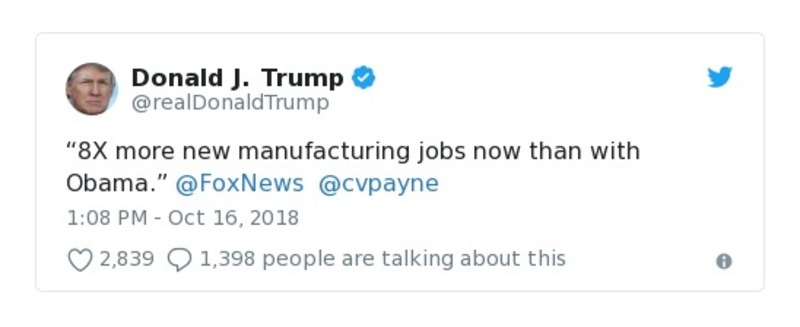 Donald J. Trump
@realDonaldTrump
“8X more new manufacturing jobs now than with
Obama.” @FoxNews @cvpayne
1:08 PM - Oct 16, 2018
2,839 1,398 people are talking about this